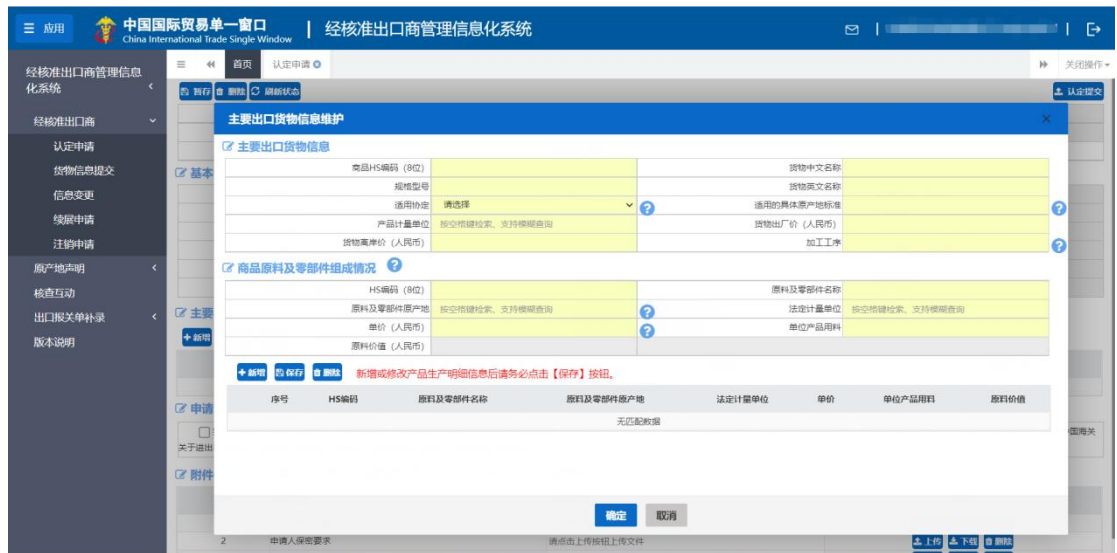 应用 中国国际贸易单一窗口 经核准出口商管理信息化系统
China International Trade Single Window
经核准出口商管理信息化系统
首页 认定申请 关闭操作
暂存 删除 刷新状态 认定提交
经核准出口商
认定申请
货物信息提交
信息变更
续展申请
注销申请
原产地声明
核查互动
出口报关单补录
版本说明
基本
主要
新增
申请
关于进出
国海关
附件
主要出口货物信息维护
主要出口货物信息
商品HS编码 (8位) 货物中文名称
规格型号 货物英文名称
适用协定 请选择 适用的具体原产地标准
产品计量单位 按空格键检索、支持模糊查询 货物出厂价 (人民币)
货物离岸价 (人民币) 加工工序
商品原料及零部件组成情况
HS编码 (8位) 原料及零部件名称
原料及零部件原产地 按空格键检索、支持模糊查询 法定计量单位 按空格键检索、支持模糊查询
单价 (人民币) 单位产品用料
原料价值 (人民币)
新增 保存 删除 新增或修改产品生产明细信息后请务必点击【保存】按钮。
序号 HS编码 原料及零部件名称 原料及零部件原产地 法定计量单位 单价 单位产品用料 原料价值
无匹配数据
确定 取消
2 申请人保密要求 请点击上传按钮上传文件 上传 下载 删除